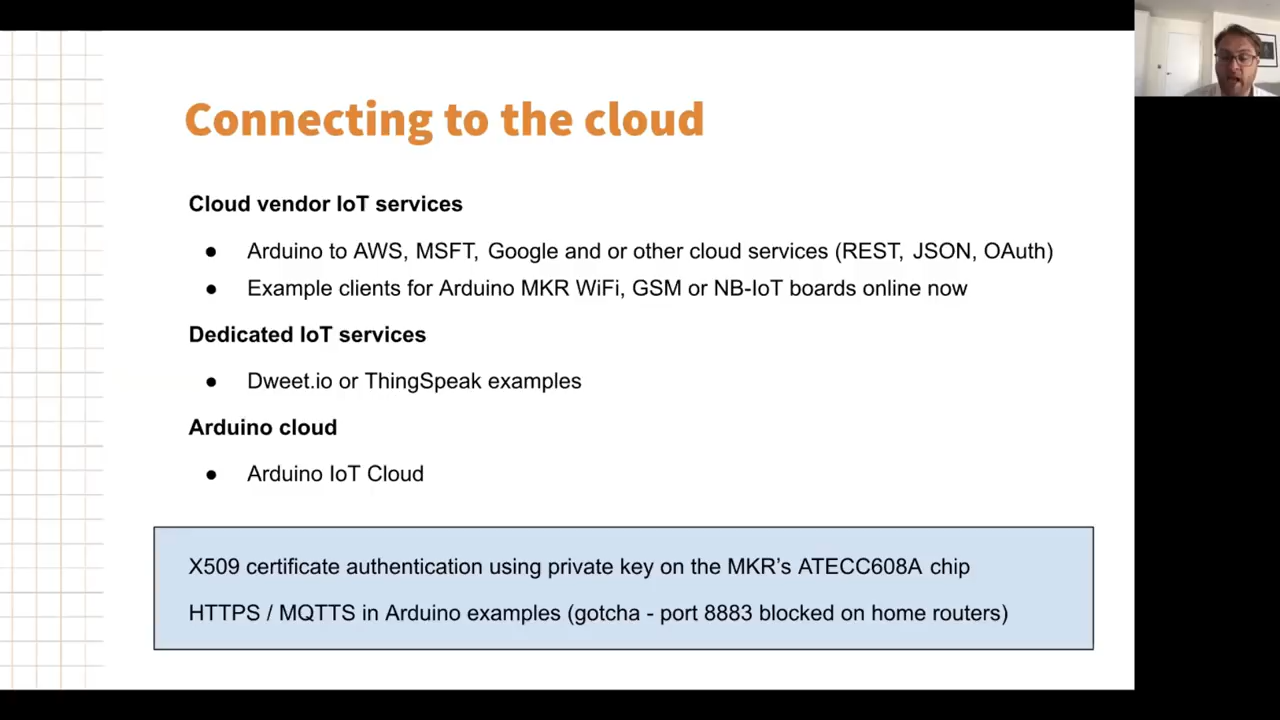 Connecting to the cloud
Cloud vendor IoT services
● Arduino to AWS, MSFT, Google and or other cloud services (REST, JSON, OAuth)
● Example clients for Arduino MKR WiFi, GSM or NB-IoT boards online now
Dedicated IoT services
● Dweet.io or ThingSpeak examples
Arduino cloud
● Arduino IoT Cloud
X509 certificate authentication using private key on the MKR’s ATECC608A chip
HTTPS / MQTTS in Arduino examples (gotcha - port 8883 blocked on home routers)